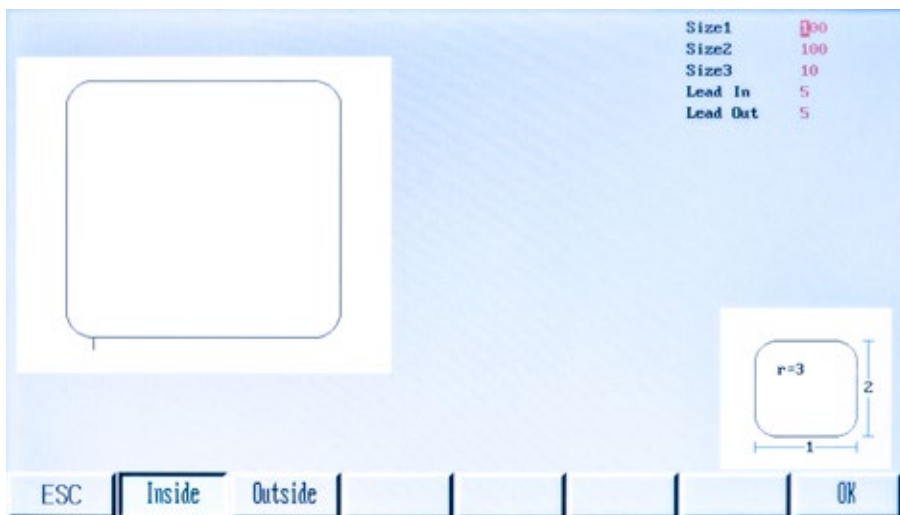 Size1 100
Size2 100
Size3 10
Lead In 5
Lead Out 5
r=3
2
1
ESC Inside Outside OK